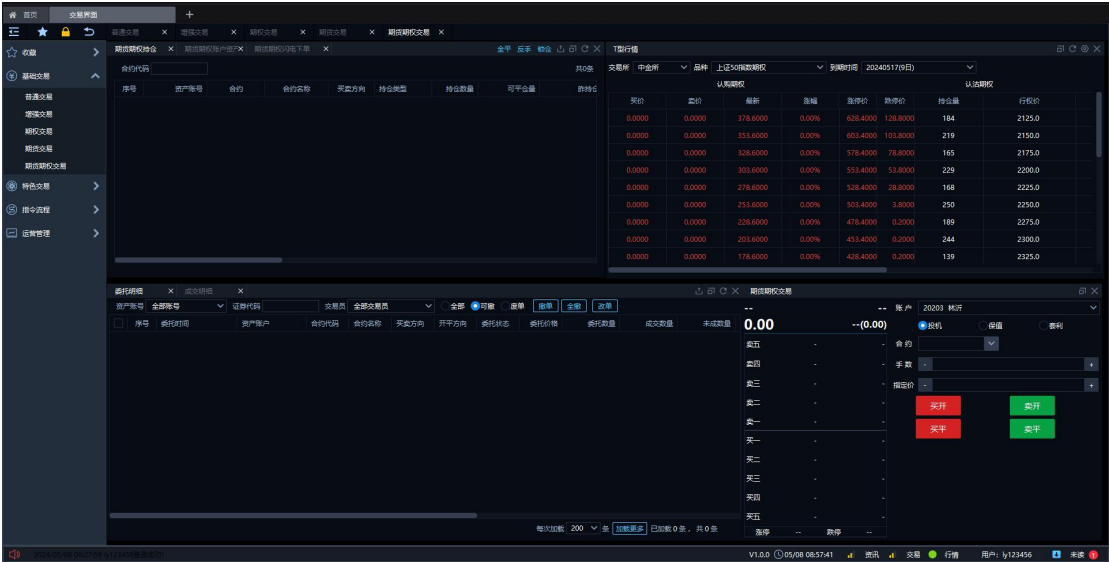 首页 交易界面 +
收藏
基础交易
普通交易
增强交易
期权交易
期货交易
期货期权交易
特色交易
指令流程
运营管理
普通交易 × 增强交易 × 期权交易 × 期货交易 × 期货期权交易 ×
期货期权持仓 × 期货期权账户资产× 期货期权闪电下单 × 全平 反手 锁仓
合约代码 共0条
序号 资产账号 合约 合约名称 买卖方向 持仓类型 持仓数量 可平仓量 昨持仓
T型行情
交易所 中金所 品种 上证50指数期权 到期时间 20240517(9日)
认购期权 认沽期权
买价 卖价 最新 涨幅 涨停价 跌停价 持仓量 行权价
0.0000 0.0000 378.6000 0.00% 628.4000 128.8000 184 2125.0
0.0000 0.0000 353.6000 0.00% 603.4000 103.8000 219 2150.0
0.0000 0.0000 328.6000 0.00% 578.4000 78.8000 165 2175.0
0.0000 0.0000 303.6000 0.00% 553.4000 53.8000 229 2200.0
0.0000 0.0000 278.6000 0.00% 528.4000 28.8000 168 2225.0
0.0000 0.0000 253.6000 0.00% 503.4000 3.8000 250 2250.0
0.0000 0.0000 228.6000 0.00% 478.4000 0.2000 189 2275.0
0.0000 0.0000 203.6000 0.00% 453.4000 0.2000 244 2300.0
0.0000 0.0000 178.6000 0.00% 428.4000 0.2000 139 2325.0
委托明细 × 成交明细 ×
资产账号 全部账号 证券代码 交易员 全部交易员 全部 可撤 废单 撤单 全撤 改单
序号 委托时间 资产账户 合约代码 合约名称 买卖方向 开平方向 委托状态 委托价格 委托数量 成交数量 未成数量
每次加载 200 条 加载更多 已加载 0 条 ，共 0 条
期货期权交易
-- --
0.00 --(0.00)
卖五 - -
卖四 - -
卖三 - -
卖二 - -
卖一 - -
买一 - -
买二 - -
买三 - -
买四 - -
买五 - -
涨停 -- 跌停 --
账户 20203 林沂
投机 保值 套利
合约
手数 - +
指定价 - +
买开 卖开
买平 卖平
V1.0.0 05/08 08:57:41 资讯 交易 行情 用户：ly123456 未读 1